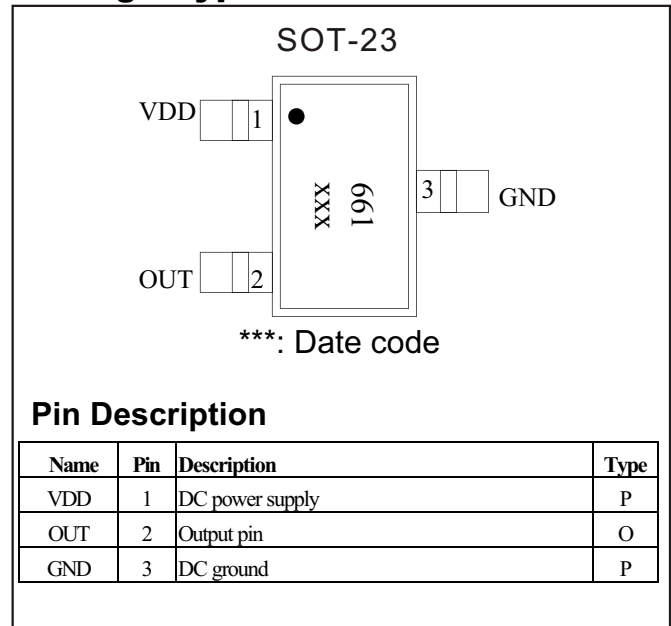 SOT-23
VDD 1
661
xxx
3 GND
OUT 2
***: Date code
Pin Description
Name Pin Description Type
VDD 1 DC power supply P
OUT 2 Output pin O
GND 3 DC ground P